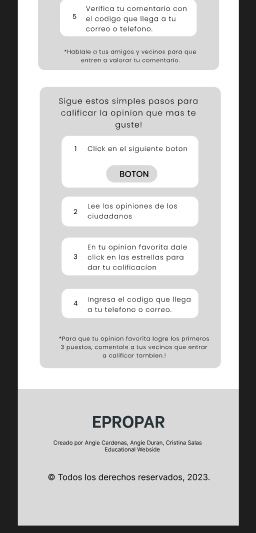 5 Verifica tu comentario con
el codigo que llega a tu
correo o telefono.
*Hablale a tus amigos y vecinos para que
entren a valorar tu comentario.
Sigue estos simples pasos para
calificar la opinion que mas te
guste!
1 Click en el siguiente boton
BOTON
2 Lee las opiniones de los
ciudadanos
3 En tu opinion favorita dale
click en las estrellas para
dar tu calificacion
4 Ingresa el codigo que llega
a tu telefono o correo.
*Para que tu opinion favorita logre los primeros
3 puestos, comentale a tus vecinos que entrar
a calificar tambien.!
EPROPAR
Creado por Angie Cardenas, Angie Duran, Cristina Salas
Educational Webside
© Todos los derechos reservados, 2023.